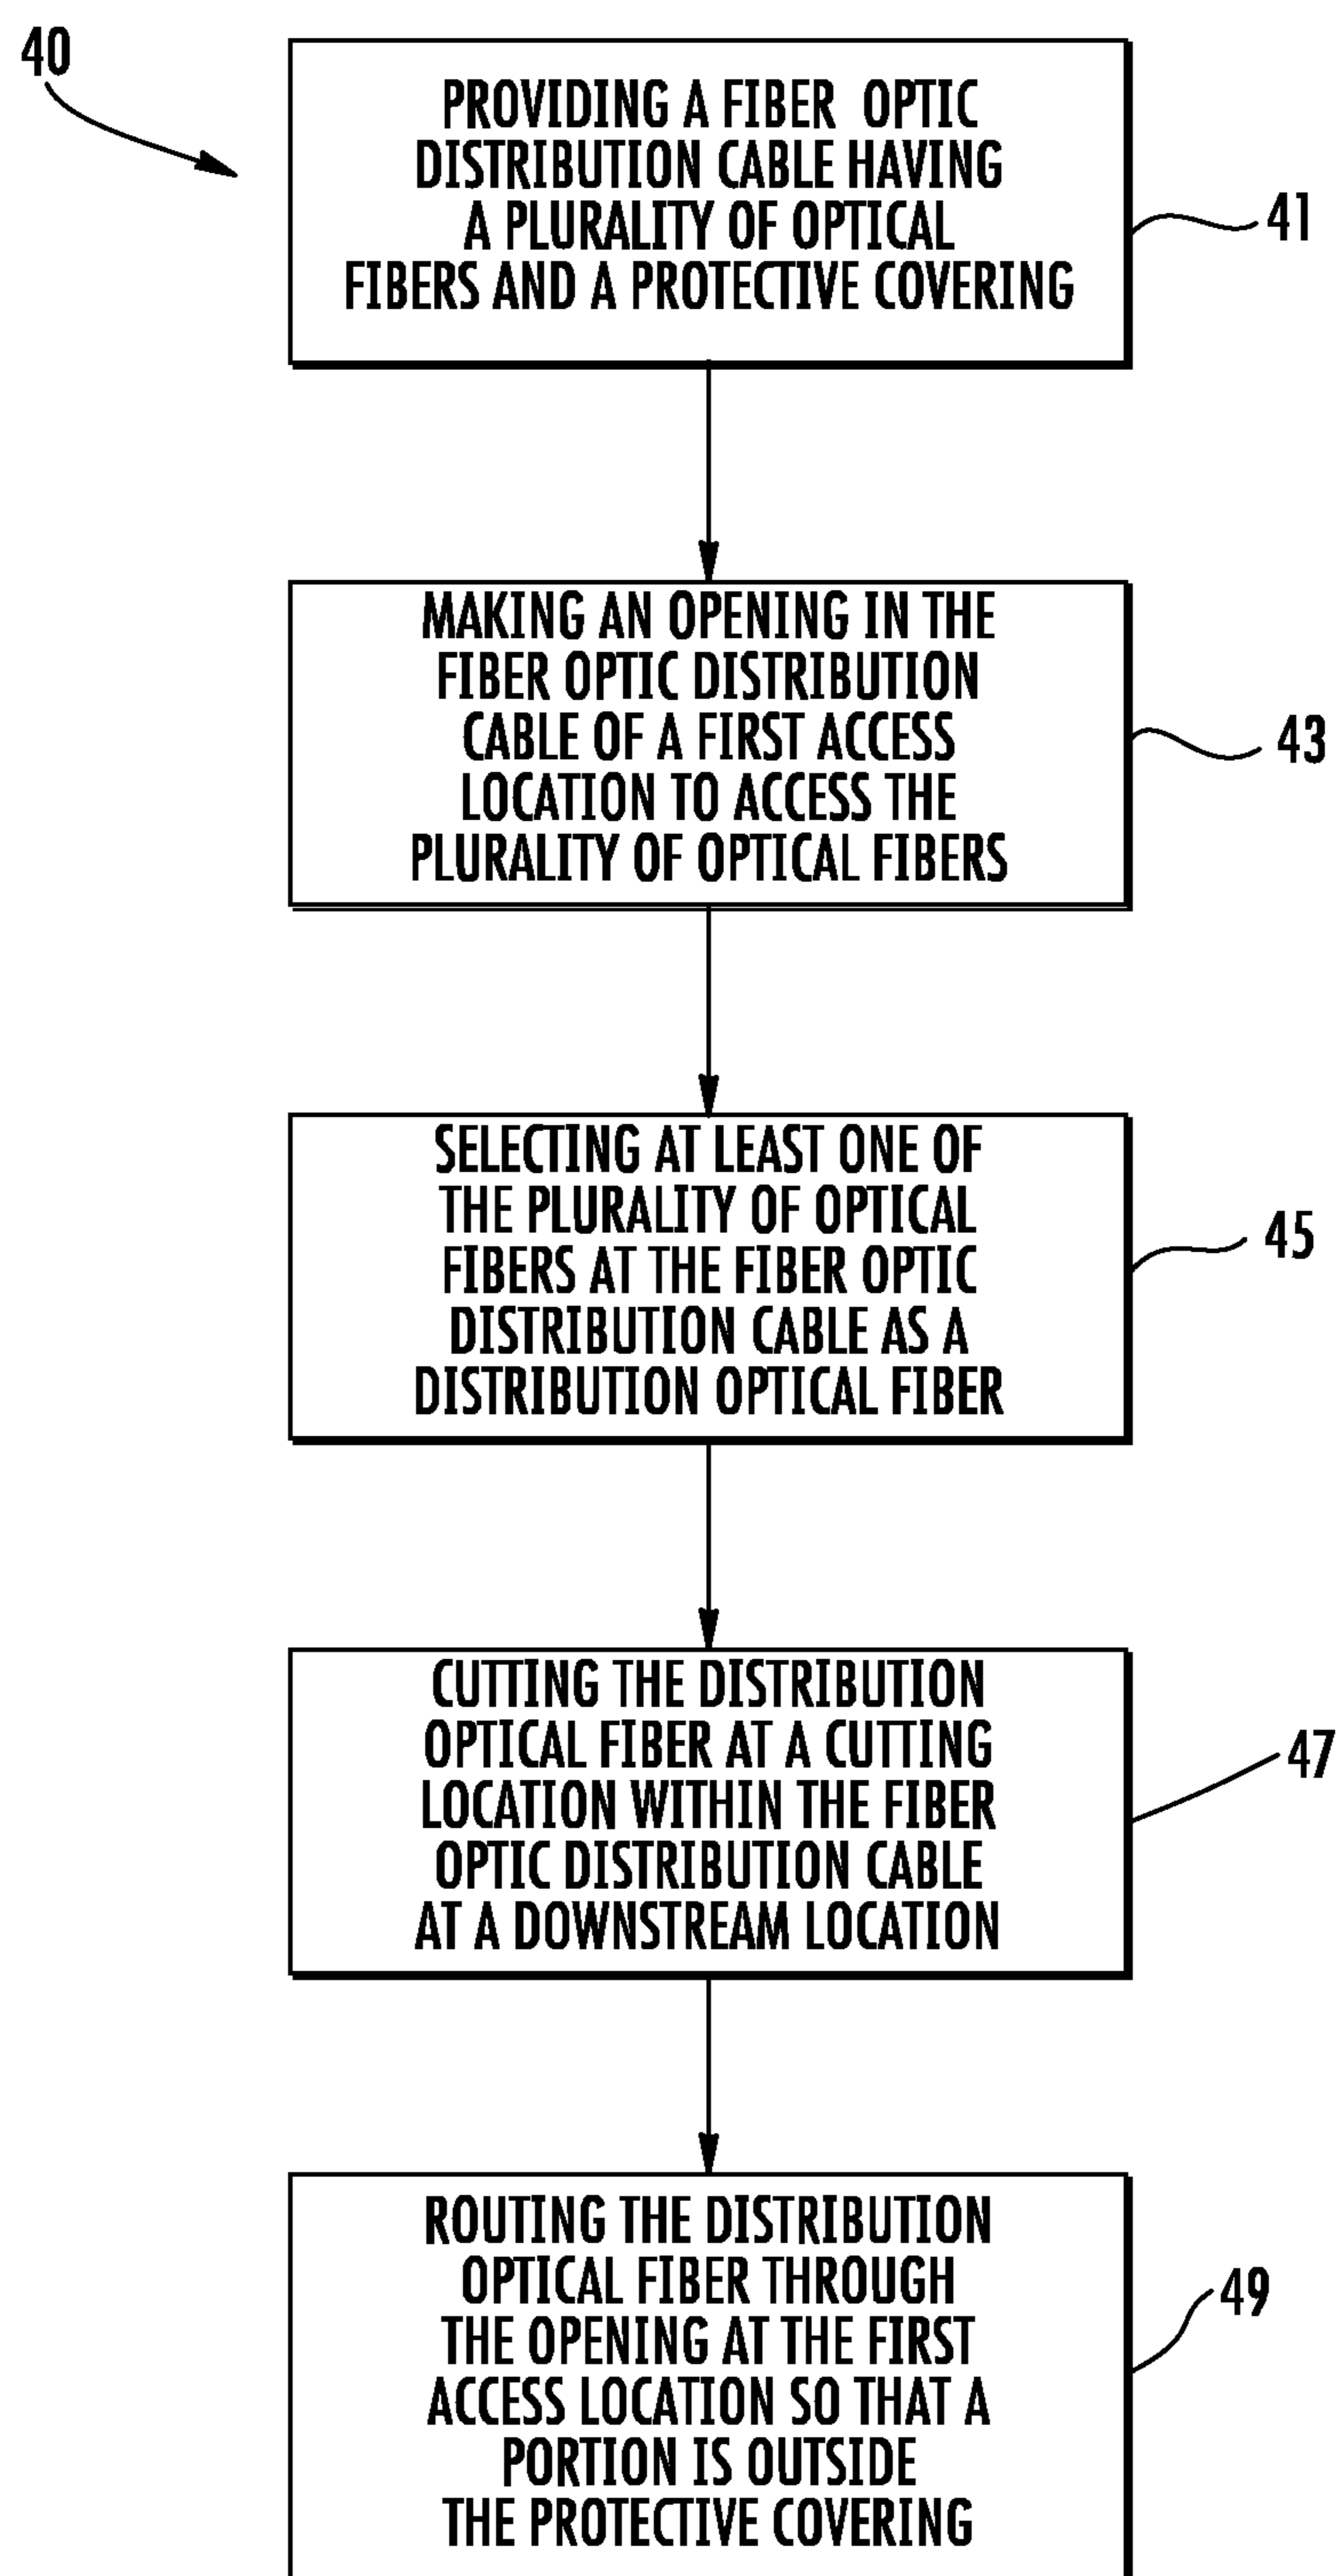 40
PROVIDING A FIBER OPTIC
DISTRIBUTION CABLE HAVING
A PLURALITY OF OPTICAL
FIBERS AND A PROTECTIVE COVERING
41
MAKING AN OPENING IN THE
FIBER OPTIC DISTRIBUTION
CABLE OF A FIRST ACCESS
LOCATION TO ACCESS THE
PLURALITY OF OPTICAL FIBERS
43
SELECTING AT LEAST ONE OF
THE PLURALITY OF OPTICAL
FIBERS AT THE FIBER OPTIC
DISTRIBUTION CABLE AS A
DISTRIBUTION OPTICAL FIBER
45
CUTTING THE DISTRIBUTION
OPTICAL FIBER AT A CUTTING
LOCATION WITHIN THE FIBER
OPTIC DISTRIBUTION CABLE
AT A DOWNSTREAM LOCATION
47
ROUTING THE DISTRIBUTION
OPTICAL FIBER THROUGH
THE OPENING AT THE FIRST
ACCESS LOCATION SO THAT A
PORTION IS OUTSIDE
THE PROTECTIVE COVERING
49